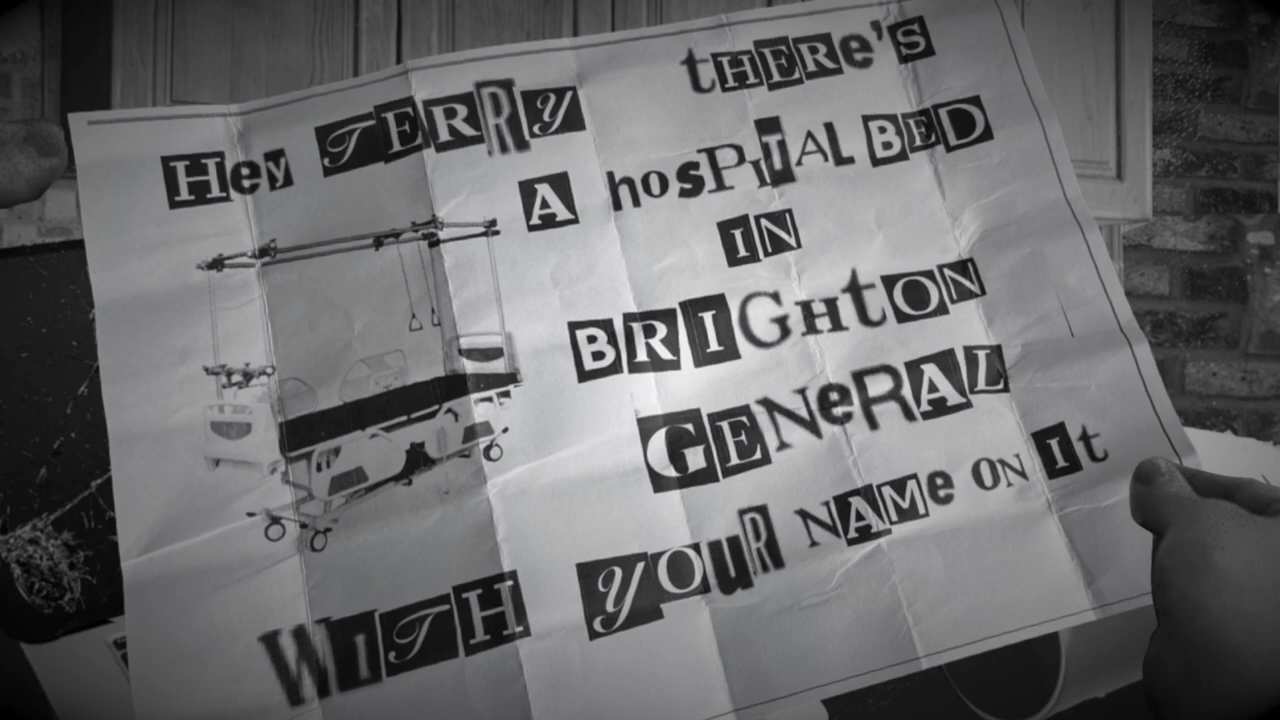 Hey TERRY tHERe's
A hosPITAL BED
IN
BRIGHtON
GENeRAL
WITH YOuR NAMe ON It